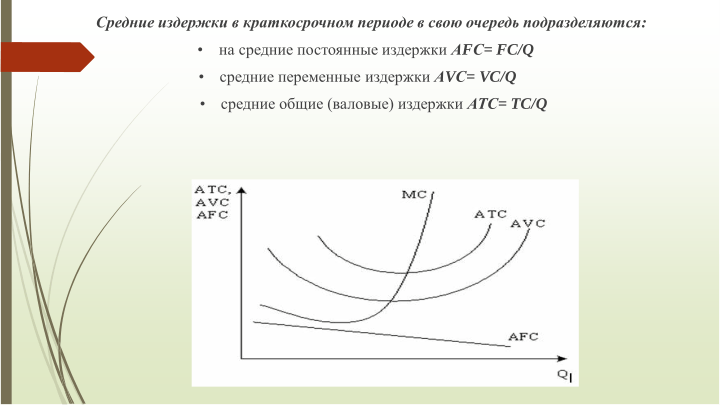 Средние издержки в краткосрочном периоде в свою очередь подразделяются:
• на средние постоянные издержки AFC= FC/Q
• средние переменные издержки AVC= VC/Q
• средние общие (валовые) издержки ATC= TC/Q
ATC,
AVC
AFC
MC
ATC
AVC
AFC
Q